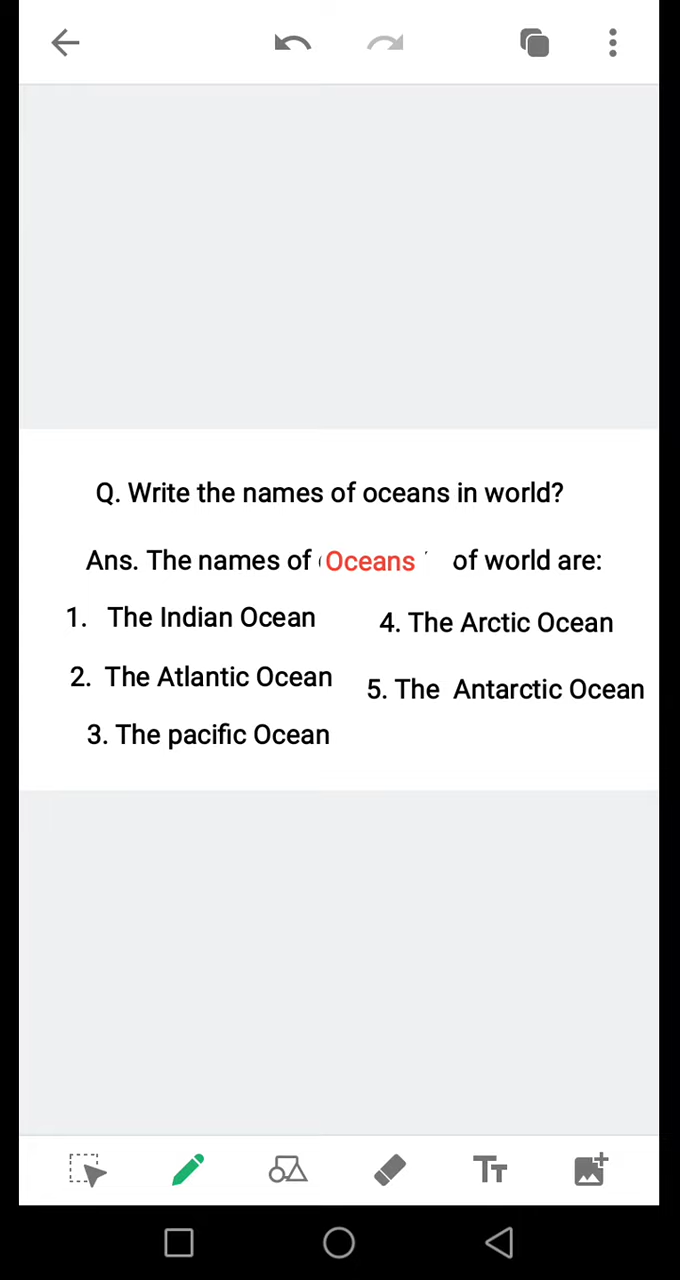 Q. Write the names of oceans in world?
Ans. The names of Oceans of world are:
1. The Indian Ocean
2. The Atlantic Ocean
3. The pacific Ocean
4. The Arctic Ocean
5. The Antarctic Ocean